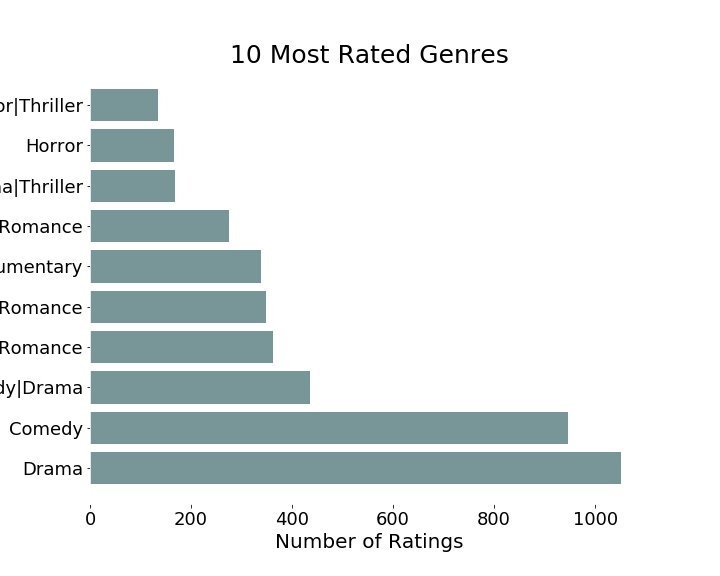 10 Most Rated Genres
or|Thriller
Horror
a|Thriller
Romance
umentary
Romance
Romance
dy|Drama
Comedy
Drama
0 200 400 600 800 1000
Number of Ratings